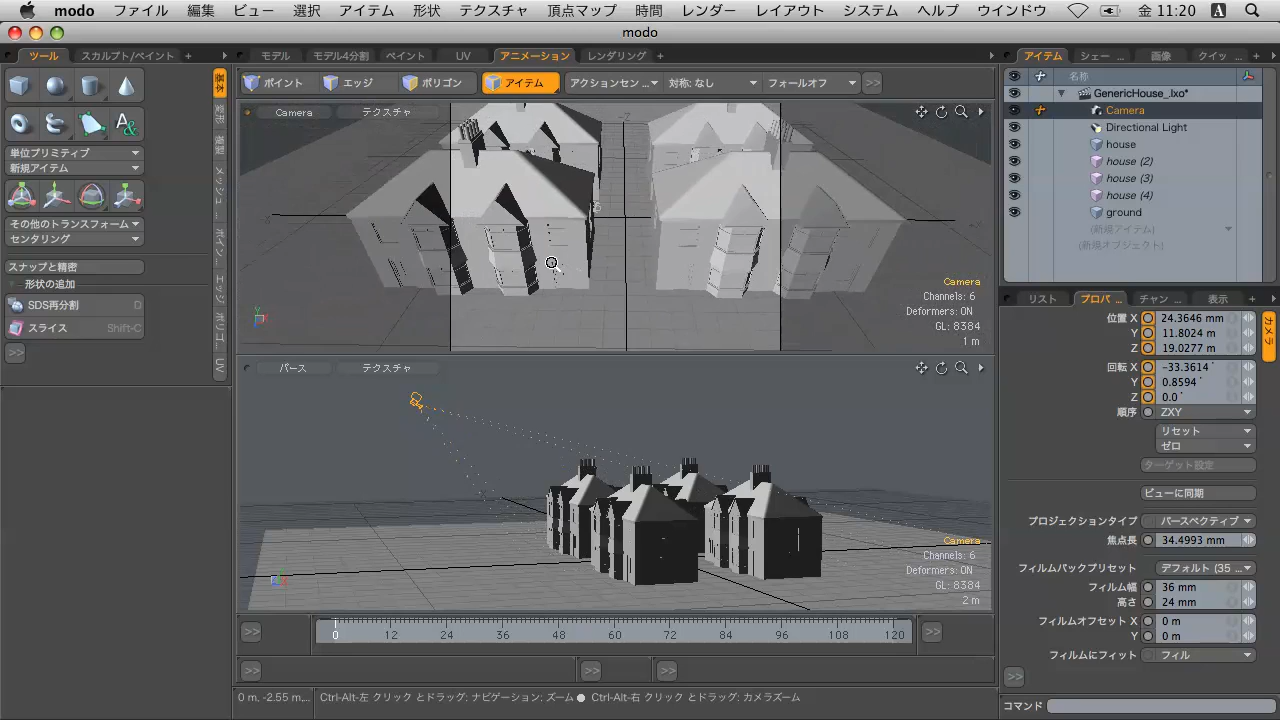 modo ファイル 編集 ビュー 選択 アイテム 形状 テクスチャ 頂点マップ 時間 レンダー レイアウト システム ヘルプ ウインドウ 金 11:20 A
modo
ツール スカルプト/ペイント +
モデル モデル4分割 ペイント UV アニメーション レンダリング +
アイテム シェー... 画像 クイッ... +
ポイント エッジ ポリゴン アイテム アクションセン... 対称: なし フォールオフ >>
基本
UV
単位プリミティブ
新規アイテム
その他のトランスフォーム
センタリング
スナップと精密
形状の追加
SDS再分割 D
スライス Shift-C
>>
Camera テクスチャ
Camera
Channels: 6
Deformers: ON
GL: 8384
1 m
パース テクスチャ
Camera
Channels: 6
Deformers: ON
GL: 8384
2 m
名称
GenericHouse_.lxo*
Camera
Directional Light
house
house (2)
house (3)
house (4)
ground
(新規アイテム)
(新規オブジェクト)
リスト プロパ ... チャン ... 表示 +
カメラ
位置 X 24.3646 mm
Y 11.8024 m
Z 19.0277 m
回転 X -33.3614 °
Y 0.8594 °
Z 0.0 °
順序 ZXY
リセット
ゼロ
ターゲット設定
ビューに同期
プロジェクションタイプ パースペクティブ
焦点長 34.4993 mm
フィルムバックプリセット デフォルト (35 ...
フィルム幅 36 mm
高さ 24 mm
フィルムオフセット X 0 m
Y 0 m
フィルムにフィット フィル
>>
コマンド
>> 0 12 24 36 48 60 72 84 96 108 120 >>
>> >> >>
0 m, -2.55 m,... Ctrl-Alt-左 クリック とドラッグ: ナビゲーション: ズーム ● Ctrl-Alt-右 クリック とドラッグ: カメラズーム